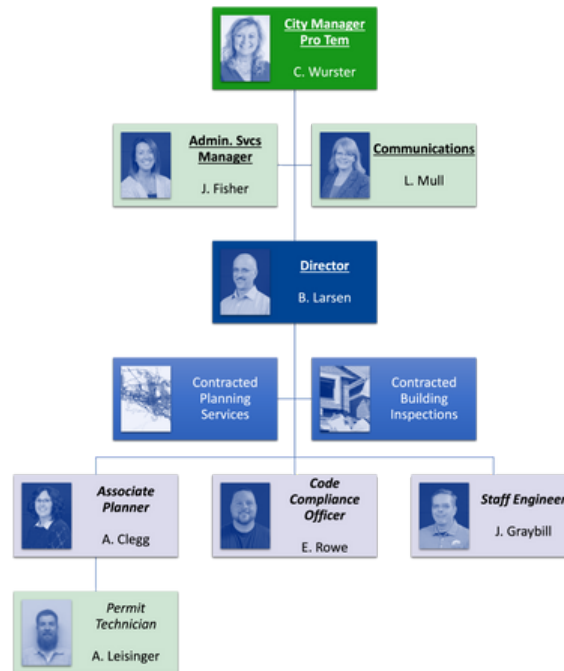 City Manager
Pro Tem
C. Wurster
Admin. Svcs
Manager
J. Fisher
Communications
L. Mull
Director
B. Larsen
Contracted
Planning
Services
Contracted
Building
Inspections
Associate
Planner
A. Clegg
Code
Compliance
Officer
E. Rowe
Staff Engineer
J. Graybill
Permit
Technician
A. Leisinger